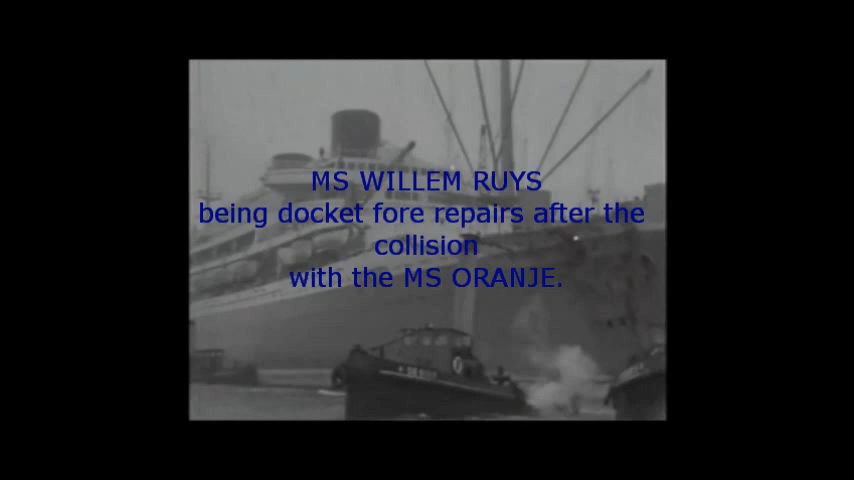 MS WILLEM RUYS
being docket fore repairs after the
collision
with the MS ORANJE.